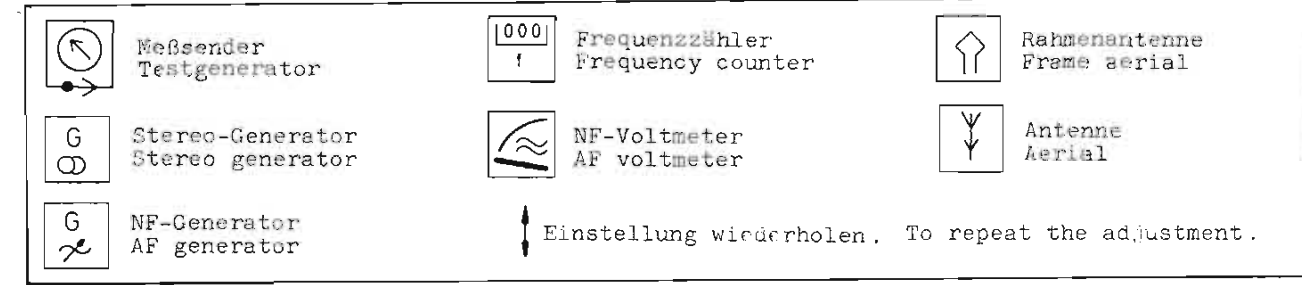 Meßsender
Testgenerator
000
f
Frequenzzähler
Frequency counter
Rahmenantenne
Frame aerial
G
Stereo-Generator
Stereo generator
NF-Voltmeter
AF voltmeter
Antenne
Aerial
G
NF-Generator
AF generator
Einstellung wiederholen. To repeat the adjustment.